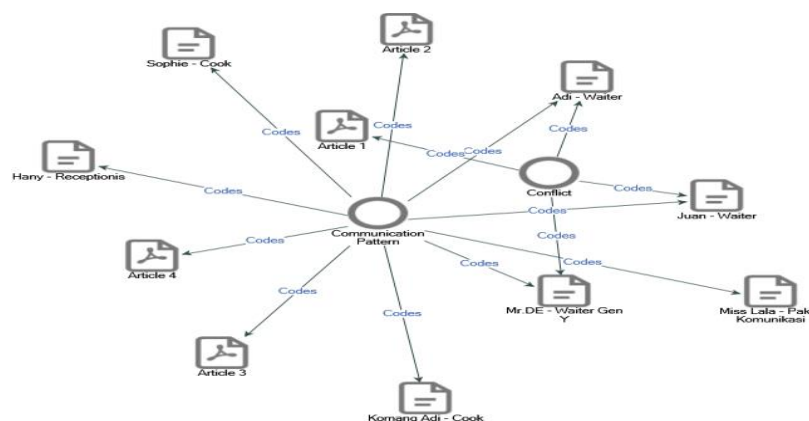 Article 2
Sophie - Cook
Adi - Waiter
Codes
Codes
Codes
Article 1
Codes
Codes
Hany - Receptionis
Codes
Conflict
Codes
Juan - Waiter
Codes
Communication
Pattern
Codes
Codes
Codes
Codes
Article 4
Codes
Mr.DE - Waiter Gen
Y
Miss Lala - Pak
Komunikasi
Codes
Article 3
Komang Adi - Cook